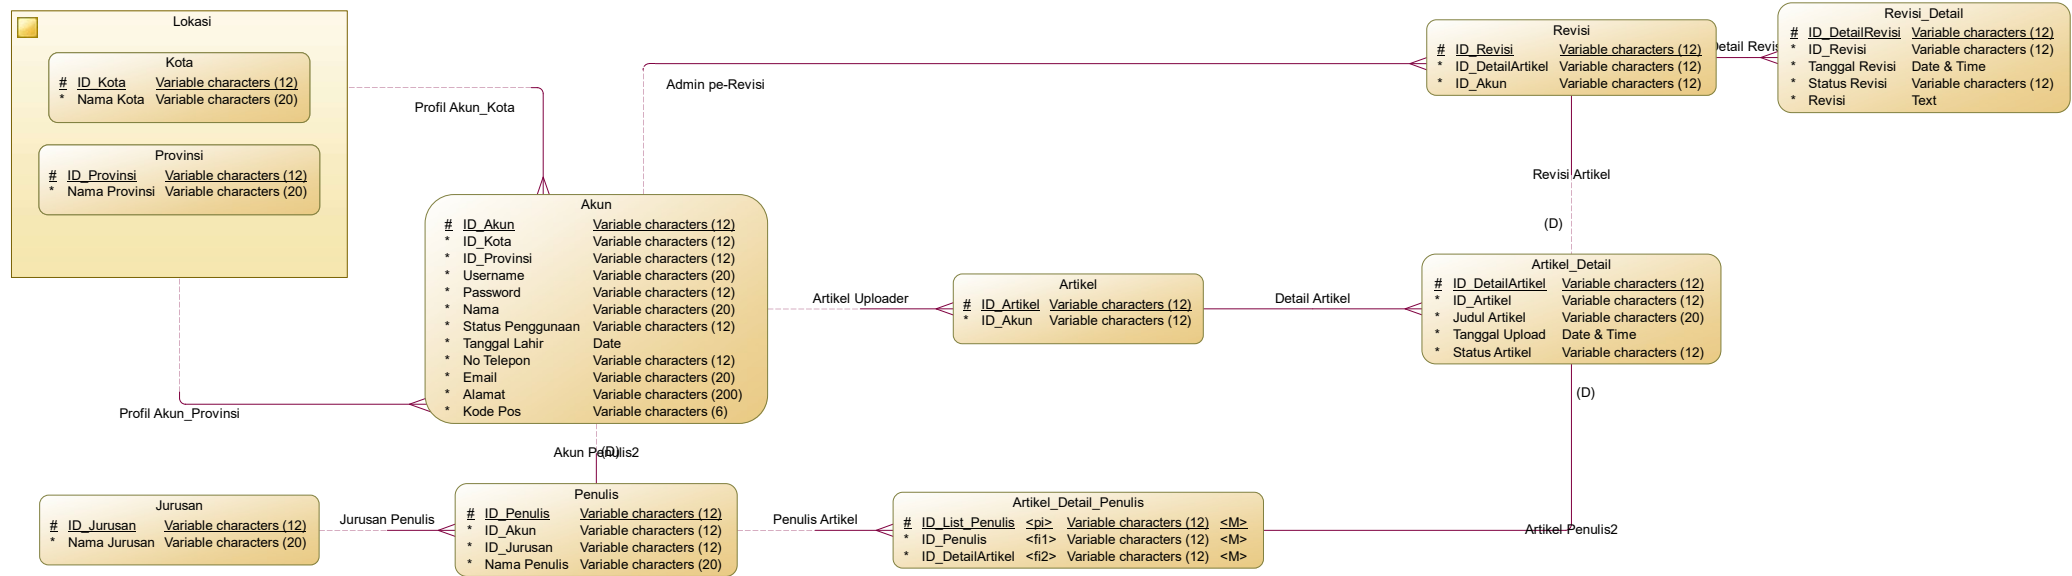 Lokasi
Kota
# ID_Kota Variable characters (12)
* Nama Kota Variable characters (20)
Provinsi
# ID_Provinsi Variable characters (12)
* Nama Provinsi Variable characters (20)
Profil Akun_Kota
Profil Akun_Provinsi
Admin pe-Revisi
Revisi
# ID_Revisi Variable characters (12)
* ID_DetailArtikel Variable characters (12)
* ID_Akun Variable characters (12)
Detail Revisi
Revisi_Detail
# ID_DetailRevisi Variable characters (12)
* ID_Revisi Variable characters (12)
* Tanggal Revisi Date & Time
* Status Revisi Variable characters (12)
* Revisi Text
Revisi Artikel
(D)
Akun
# ID_Akun Variable characters (12)
* ID_Kota Variable characters (12)
* ID_Provinsi Variable characters (12)
* Username Variable characters (20)
* Password Variable characters (12)
* Nama Variable characters (20)
* Status Penggunaan Variable characters (12)
* Tanggal Lahir Date
* No Telepon Variable characters (12)
* Email Variable characters (20)
* Alamat Variable characters (200)
* Kode Pos Variable characters (6)
Artikel Uploader
Artikel
# ID_Artikel Variable characters (12)
* ID_Akun Variable characters (12)
Detail Artikel
Artikel_Detail
# ID_DetailArtikel Variable characters (12)
* ID_Artikel Variable characters (12)
* Judul Artikel Variable characters (20)
* Tanggal Upload Date & Time
* Status Artikel Variable characters (12)
(D)
Akun Penulis2
(D)
Jurusan
# ID_Jurusan Variable characters (12)
* Nama Jurusan Variable characters (20)
Jurusan Penulis
Penulis
# ID_Penulis Variable characters (12)
* ID_Akun Variable characters (12)
* ID_Jurusan Variable characters (12)
* Nama Penulis Variable characters (20)
Penulis Artikel
Artikel_Detail_Penulis
# ID_List_Penulis <pi> Variable characters (12) <M>
* ID_Penulis <fi1> Variable characters (12) <M>
* ID_DetailArtikel <fi2> Variable characters (12) <M>
Artikel Penulis2